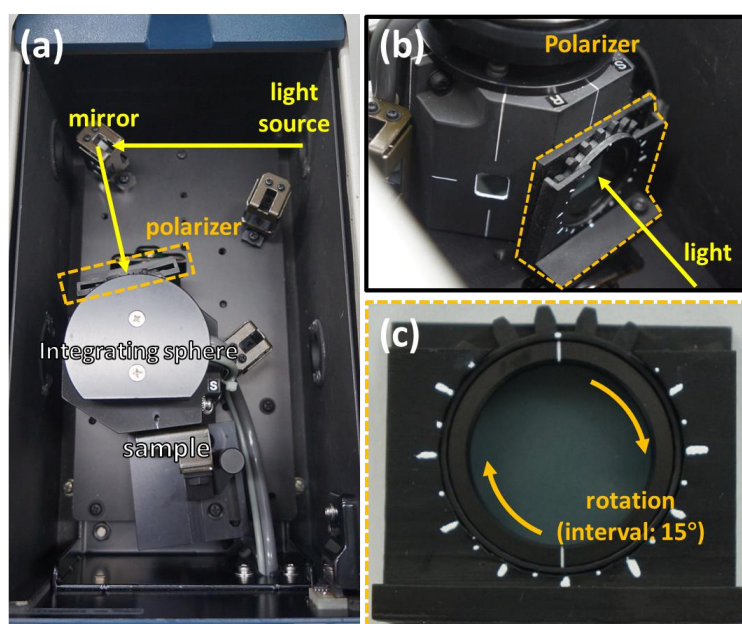 (a)
light
source
mirror
polarizer
Integrating sphere
S
sample
(b)
Polarizer
S
R
light
(c)
rotation
(interval: 15°)